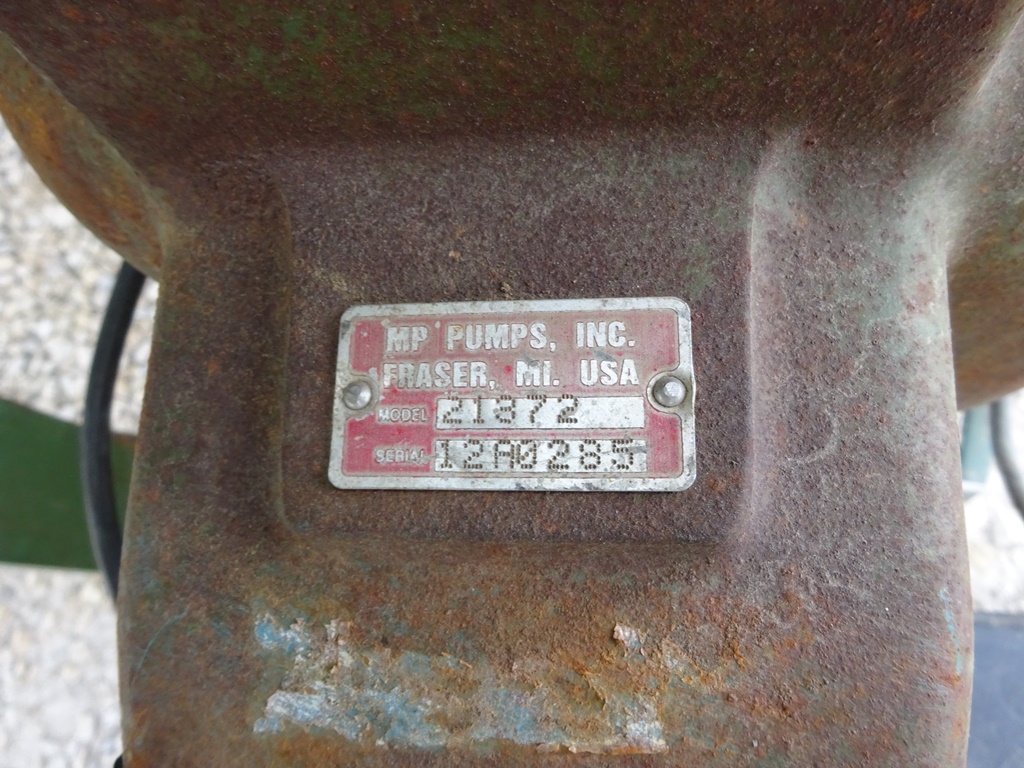 MP PUMPS, INC.
FRASER, MI. USA
MODEL 21372
SERIAL 12A0285